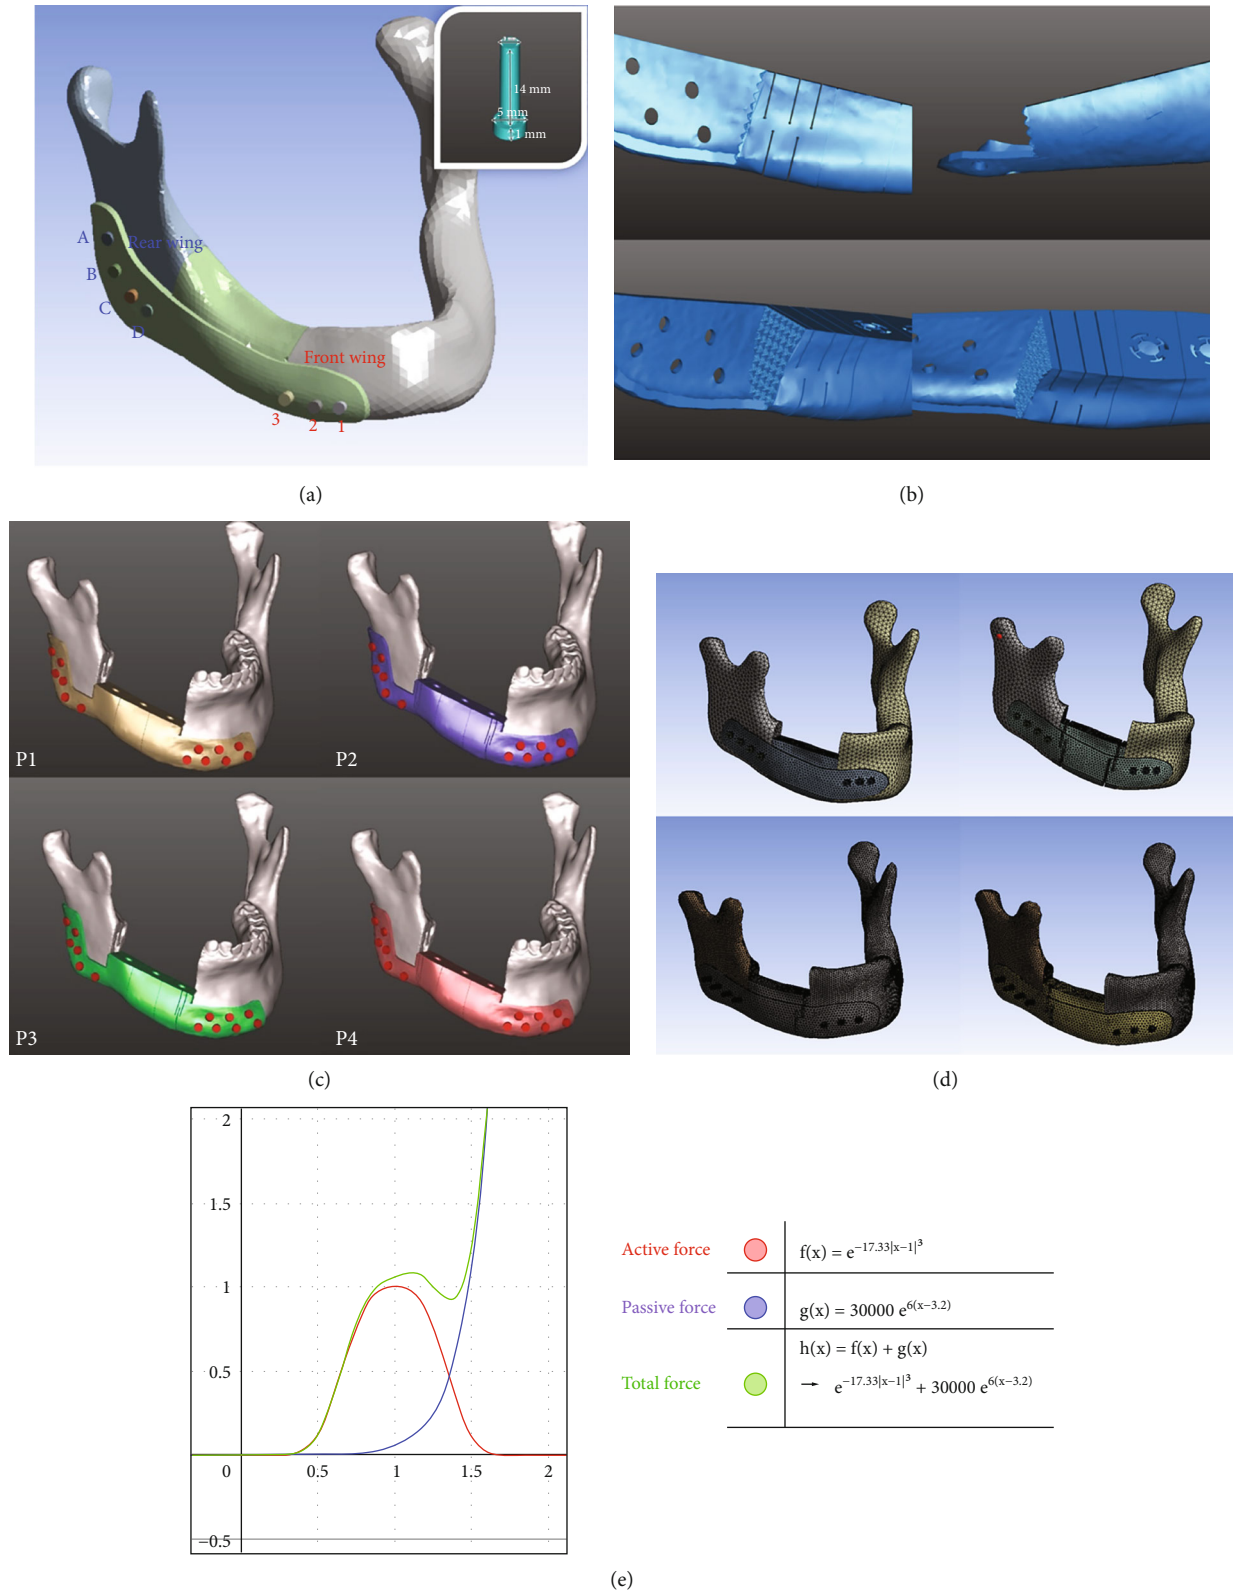 14 mm
5 mm
1 mm
A
Rear wing
B
C
D
Front wing
3
2
1
(a)
(b)
P1
P2
P3
P4
(c)
(d)
2
1.5
1
0.5
0
0.5
1
1.5
2
−0.5
Active force
f(x) = e^{−17.33|x−1|^3}
Passive force
g(x) = 30000 e^{6(x−3.2)}
h(x) = f(x) + g(x)
Total force
→ e^{−17.33|x−1|^3} + 30000 e^{6(x−3.2)}
(e)